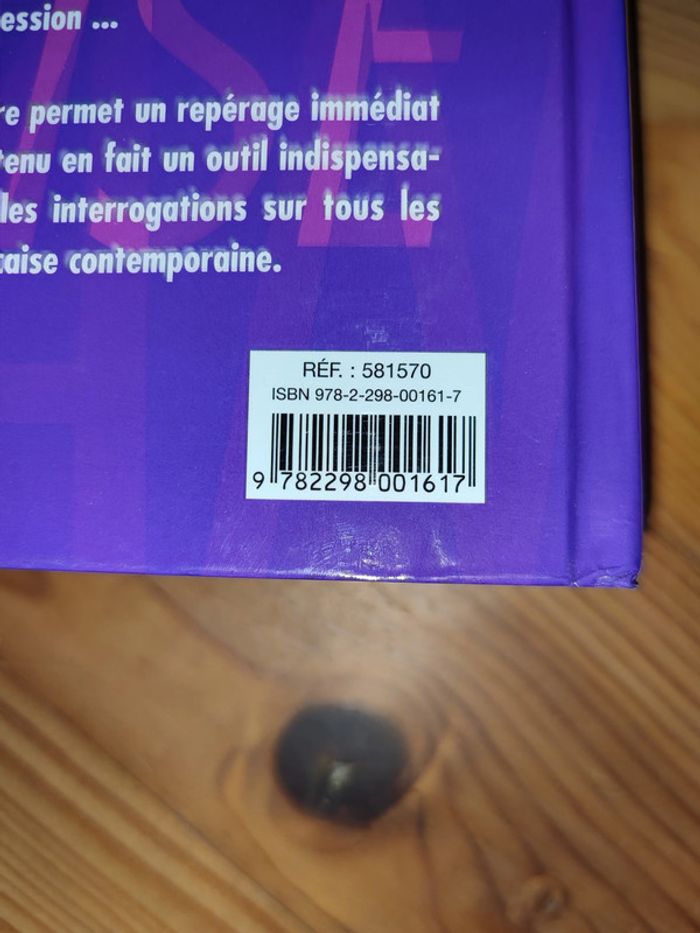 ession ...
re permet un repérage immédiat
tenu en fait un outil indispensa-
les interrogations sur tous les
çaise contemporaine.
RÉF. : 581570
ISBN 978-2-298-00161-7
9 782298 001617